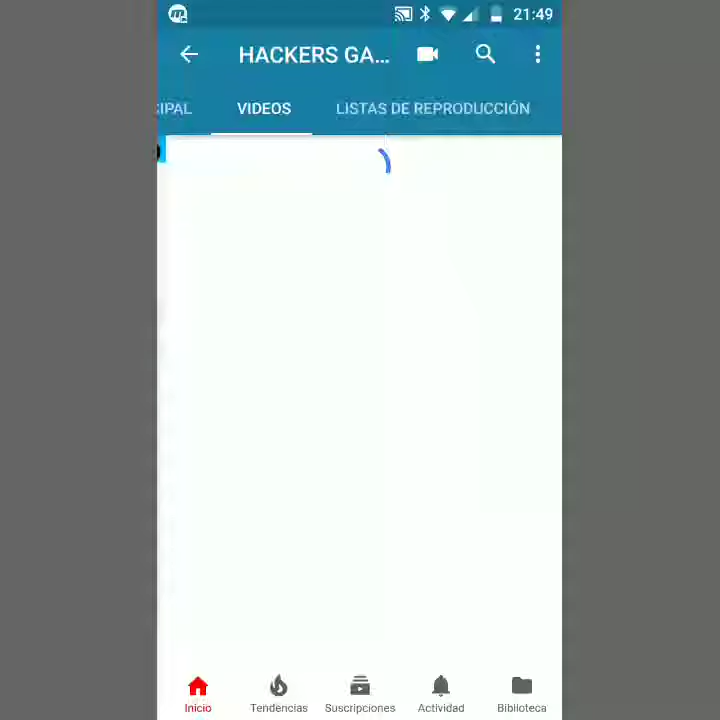 21:49
HACKERS GA...
CIPAL VIDEOS LISTAS DE REPRODUCCIÓN
Inicio Tendencias Suscripciones Actividad Biblioteca